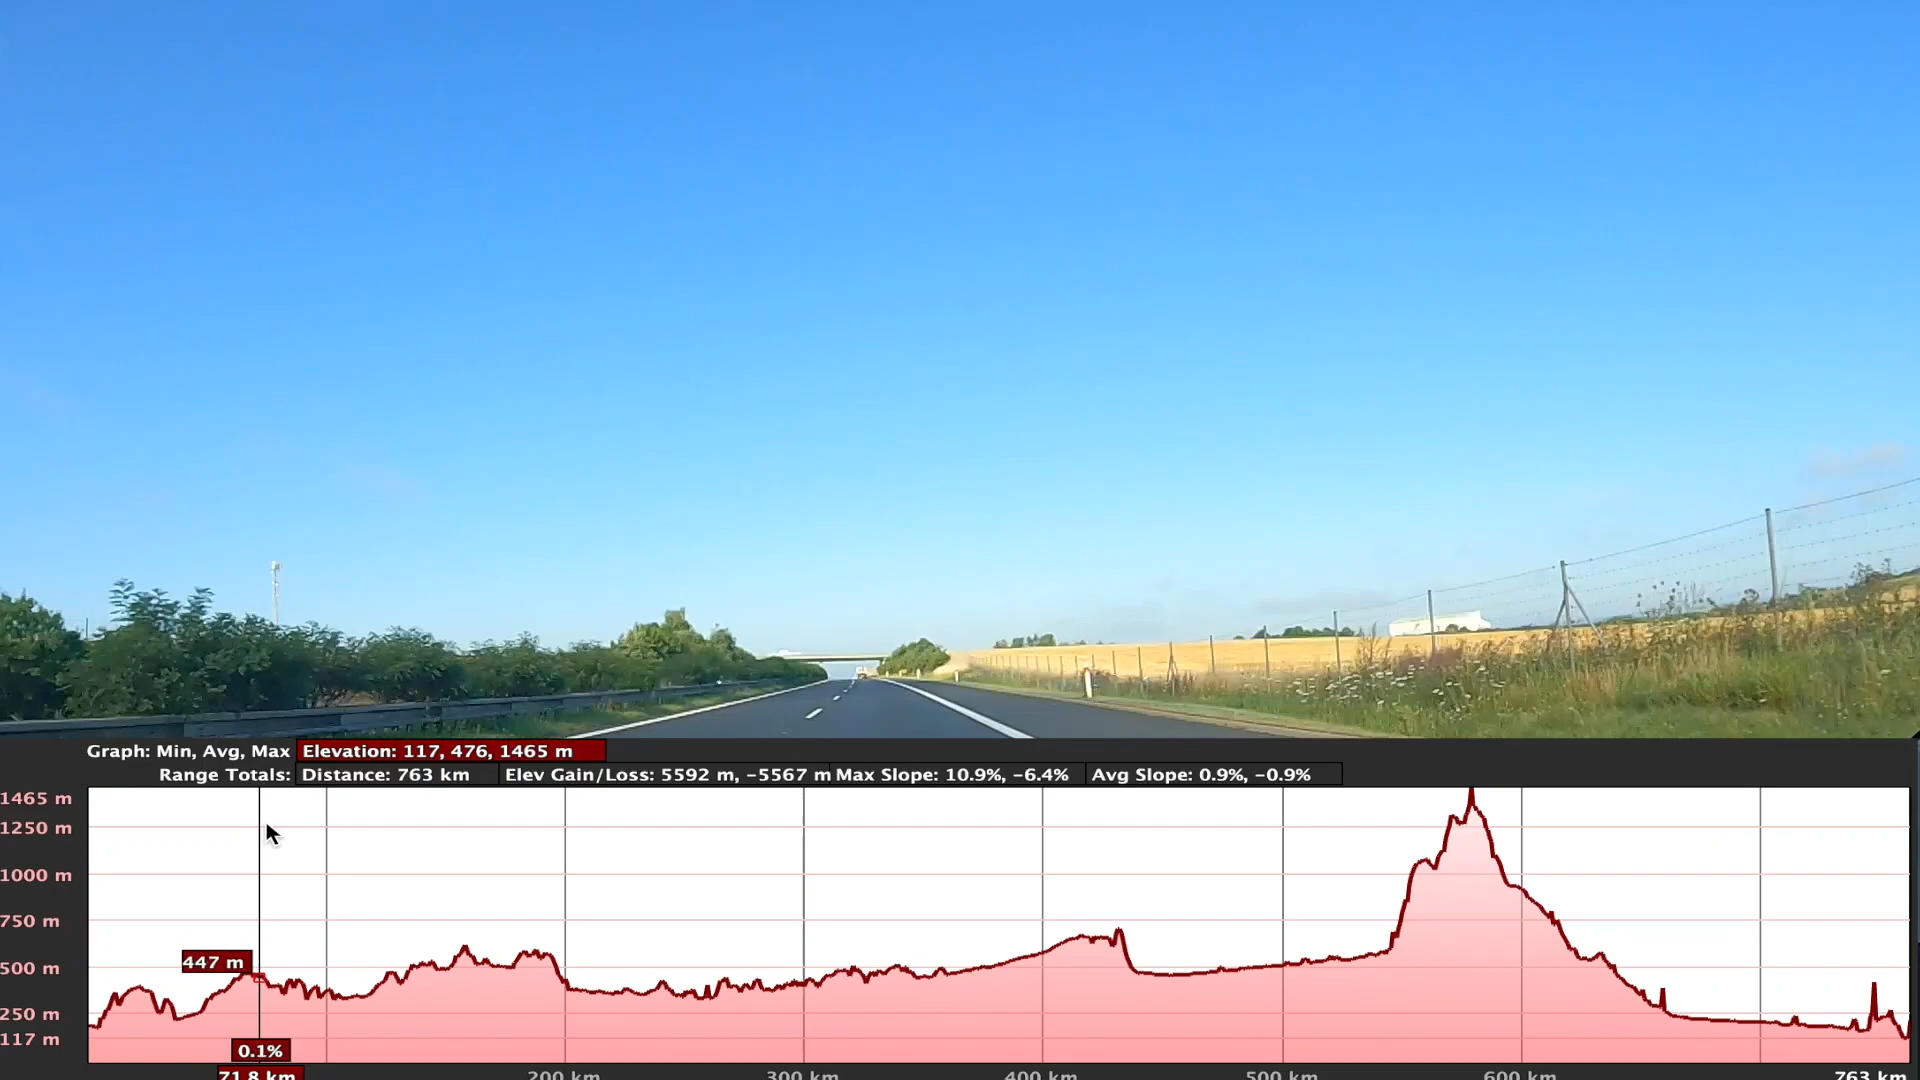 Graph: Min, Avg, Max Elevation: 117, 476, 1465 m
Range Totals: Distance: 763 km Elev Gain/Loss: 5592 m, -5567 m Max Slope: 10.9%, -6.4% Avg Slope: 0.9%, -0.9%
1465 m
1250 m
1000 m
750 m
500 m
447 m
250 m
117 m
0.1%
71.8 km 200 km 300 km 400 km 500 km 600 km 763 km